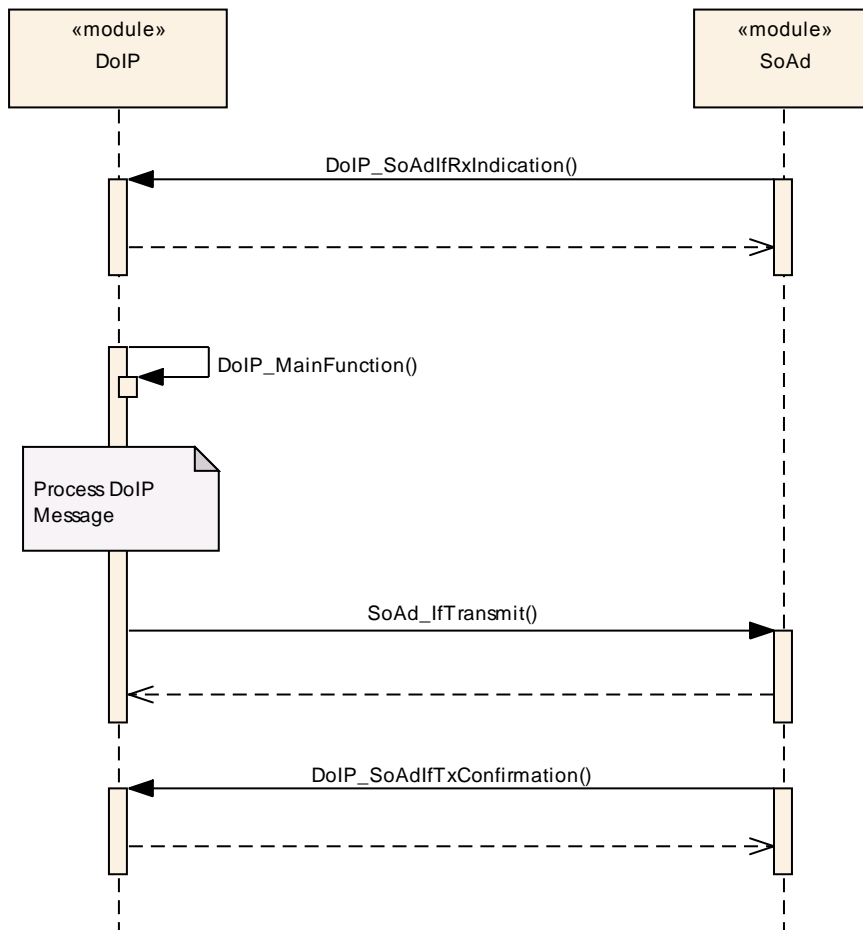 «module»
DoIP
«module»
SoAd
DoIP_SoAdIfRxIndication()
DoIP_MainFunction()
Process DoIP
Message
SoAd_IfTransmit()
DoIP_SoAdIfTxConfirmation()